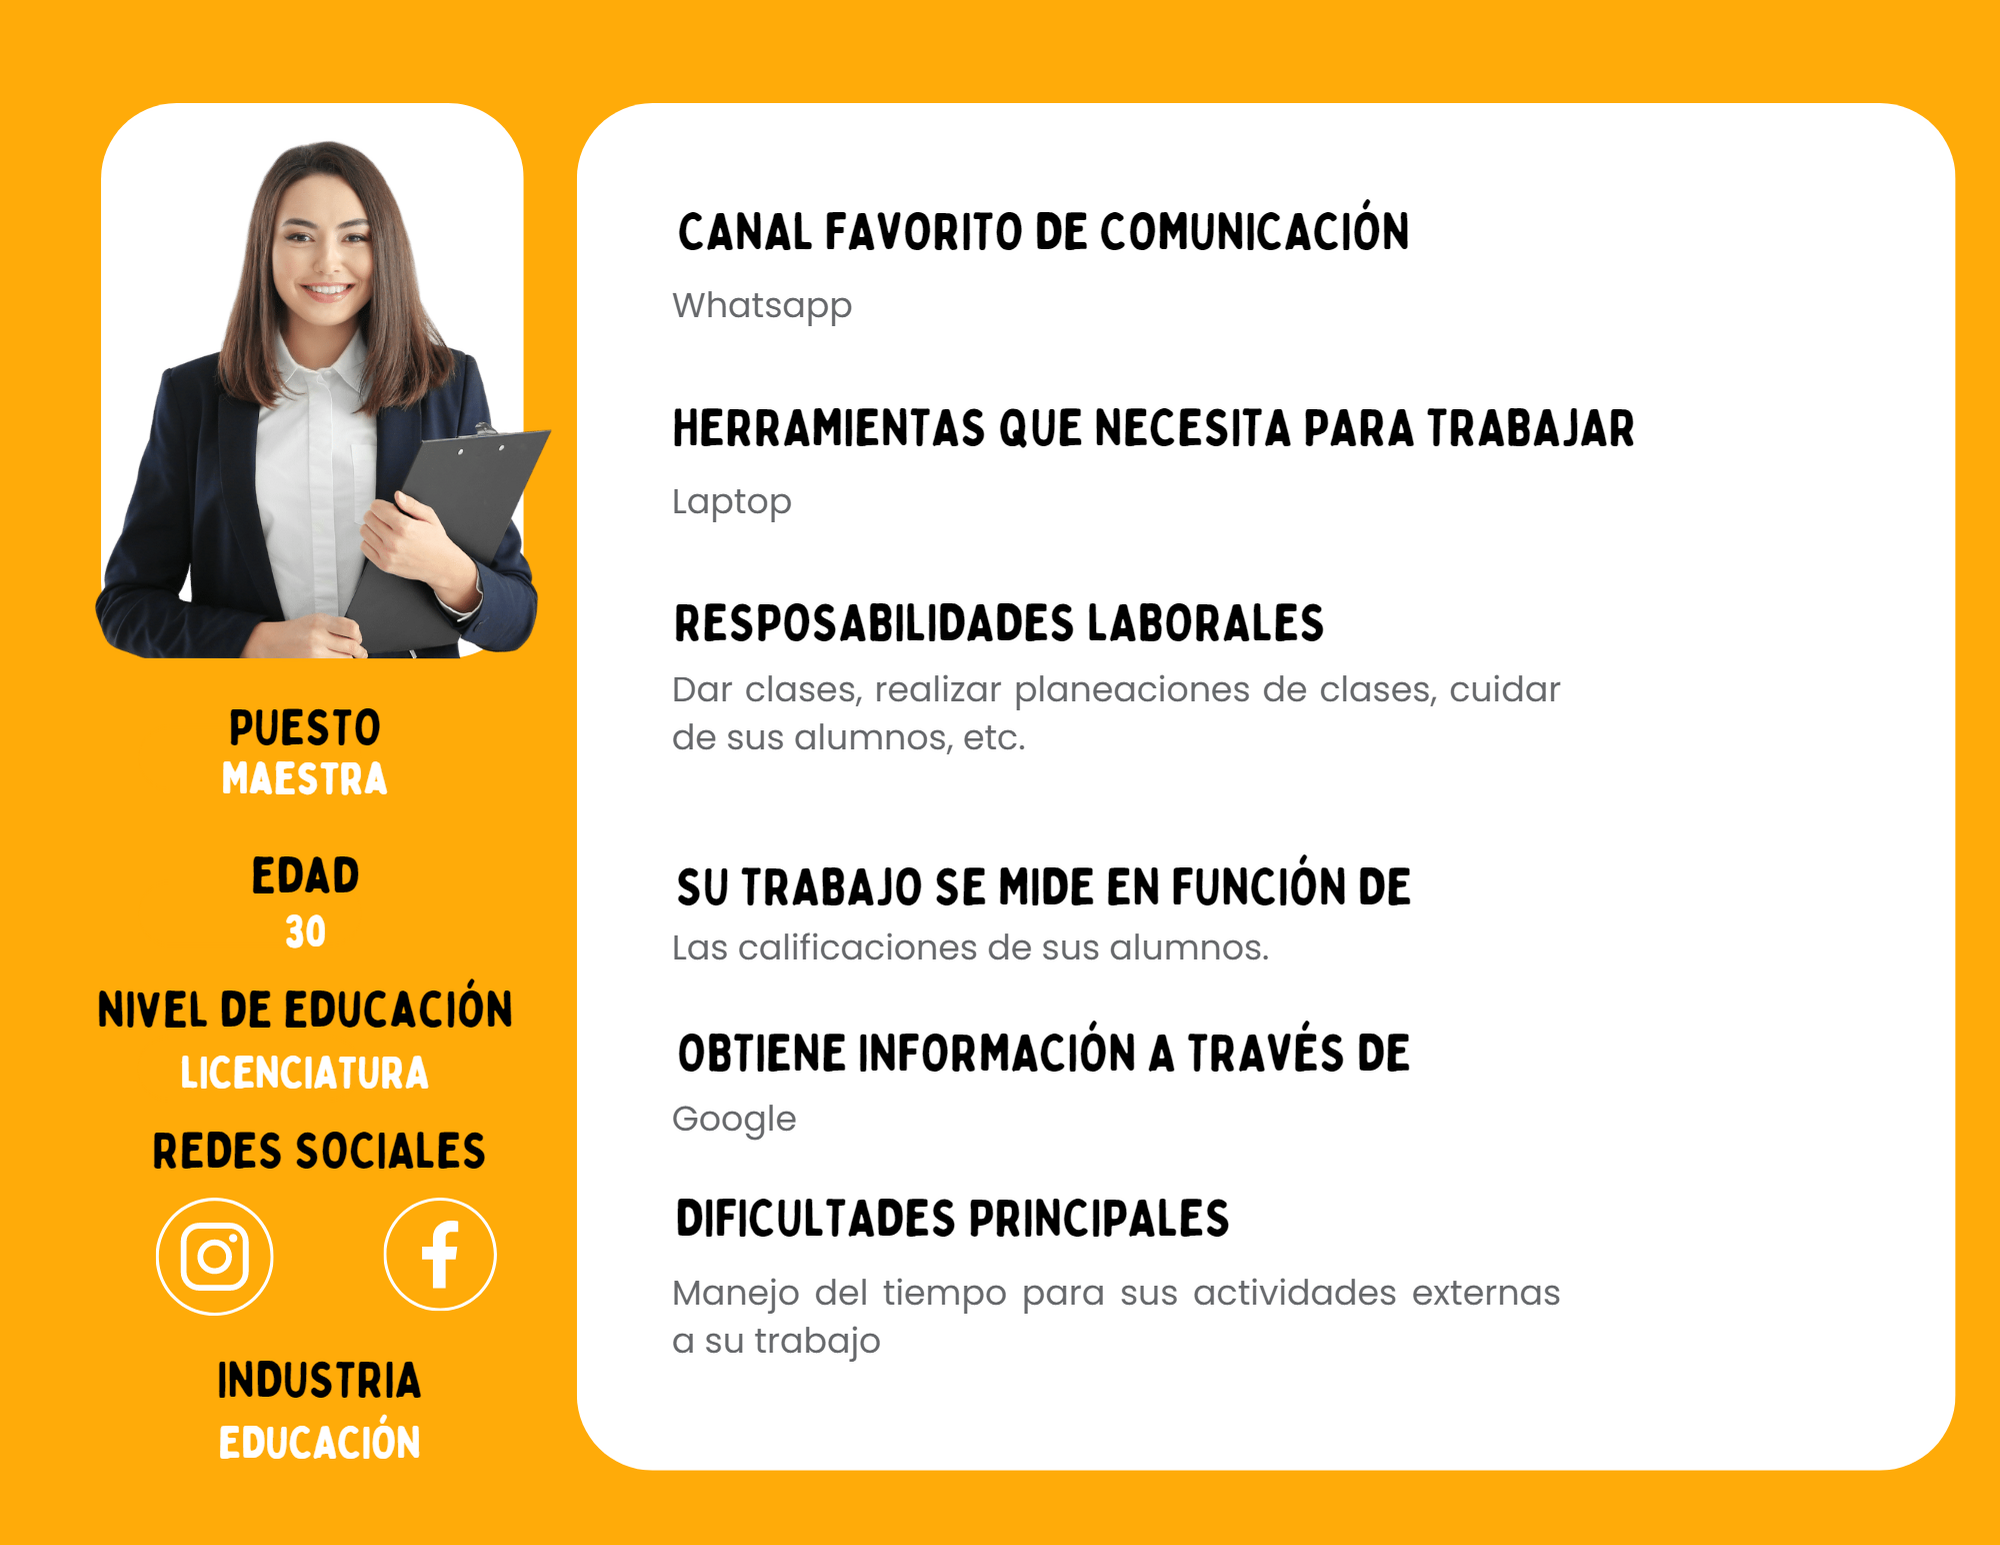 PUESTO
MAESTRA
EDAD
30
NIVEL DE EDUCACIÓN
LICENCIATURA
REDES SOCIALES
INDUSTRIA
EDUCACIÓN
CANAL FAVORITO DE COMUNICACIÓN
Whatsapp
HERRAMIENTAS QUE NECESITA PARA TRABAJAR
Laptop
RESPOSABILIDADES LABORALES
Dar clases, realizar planeaciones de clases, cuidar
de sus alumnos, etc.
SU TRABAJO SE MIDE EN FUNCIÓN DE
Las calificaciones de sus alumnos.
OBTIENE INFORMACIÓN A TRAVÉS DE
Google
DIFICULTADES PRINCIPALES
Manejo del tiempo para sus actividades externas
a su trabajo